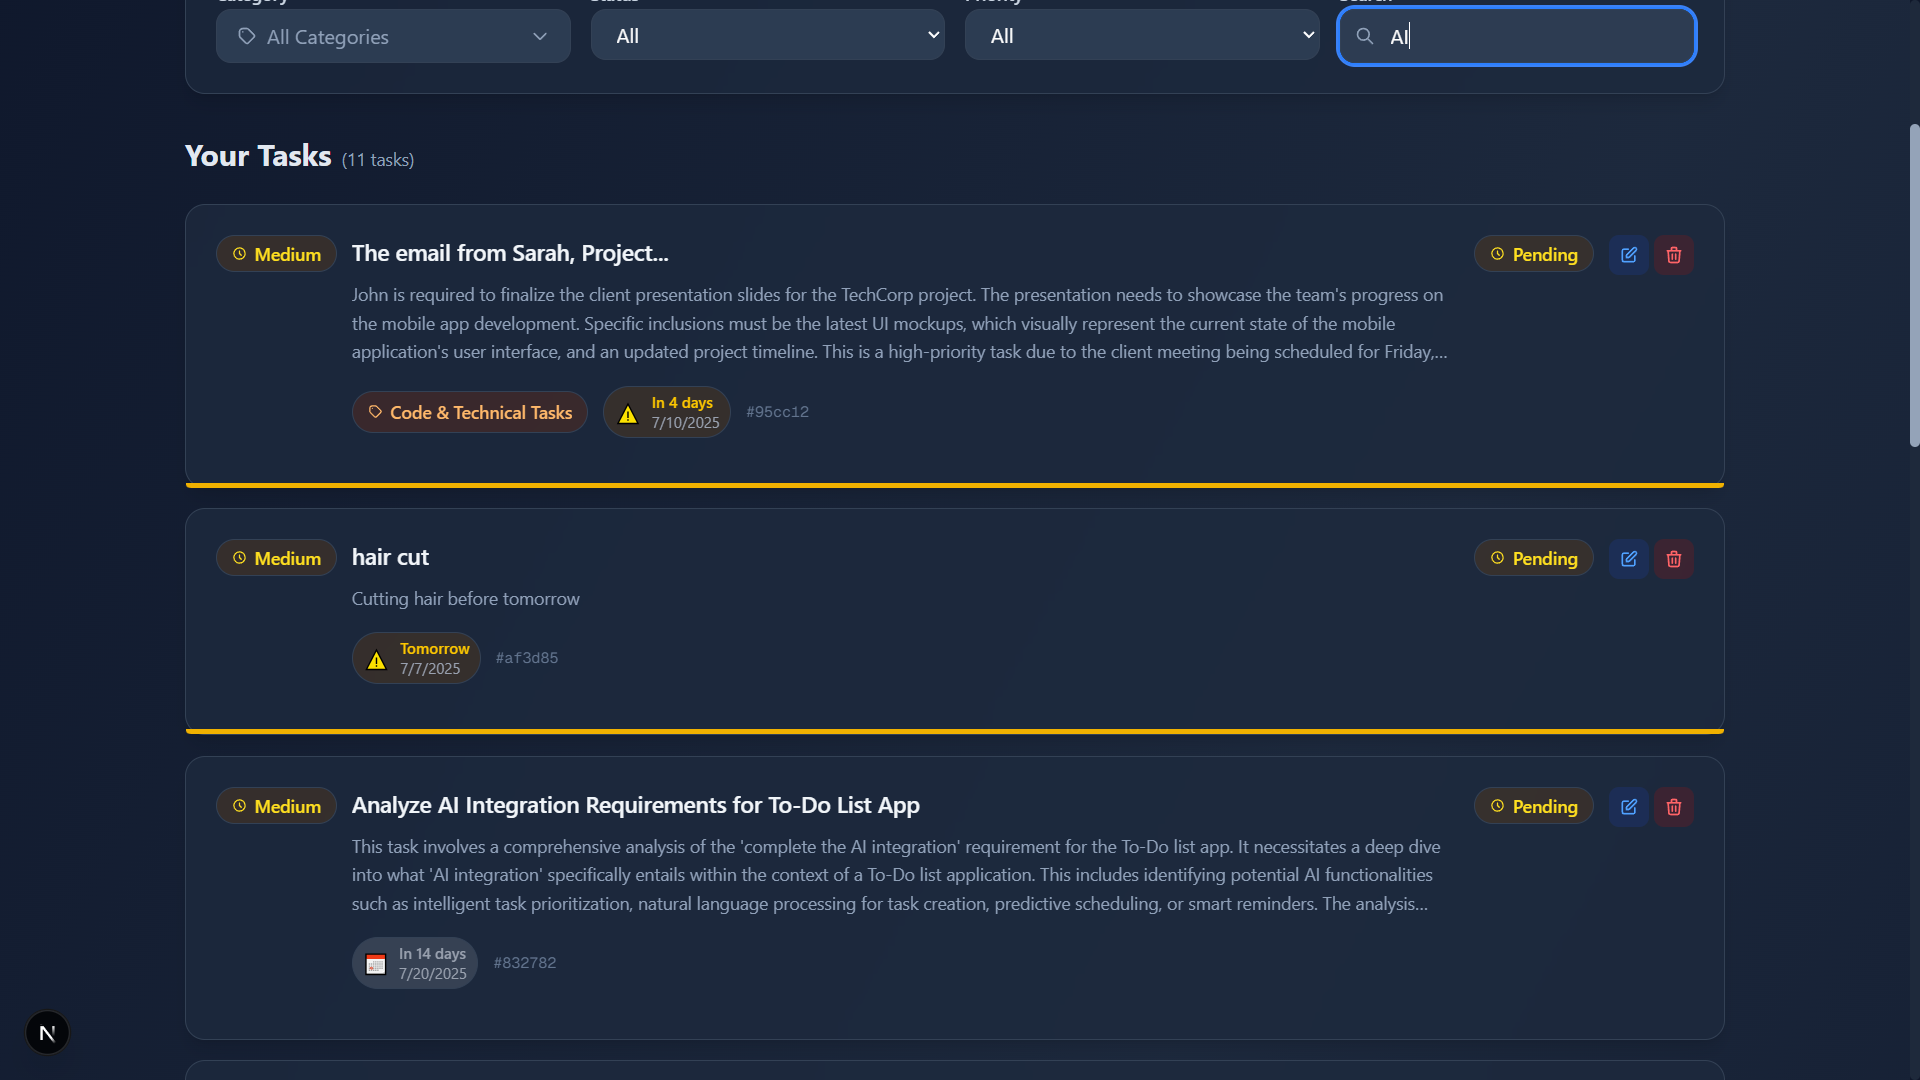 All Categories
All
All
AI
Your Tasks (11 tasks)
Medium
The email from Sarah, Project...
Pending
John is required to finalize the client presentation slides for the TechCorp project. The presentation needs to showcase the team's progress on
the mobile app development. Specific inclusions must be the latest UI mockups, which visually represent the current state of the mobile
application's user interface, and an updated project timeline. This is a high-priority task due to the client meeting being scheduled for Friday,...
Code & Technical Tasks
In 4 days
7/10/2025
#95cc12
Medium
hair cut
Pending
Cutting hair before tomorrow
Tomorrow
7/7/2025
#af3d85
Medium
Analyze AI Integration Requirements for To-Do List App
Pending
This task involves a comprehensive analysis of the 'complete the AI integration' requirement for the To-Do list app. It necessitates a deep dive
into what 'AI integration' specifically entails within the context of a To-Do list application. This includes identifying potential AI functionalities
such as intelligent task prioritization, natural language processing for task creation, predictive scheduling, or smart reminders. The analysis...
In 14 days
7/20/2025
#832782
N